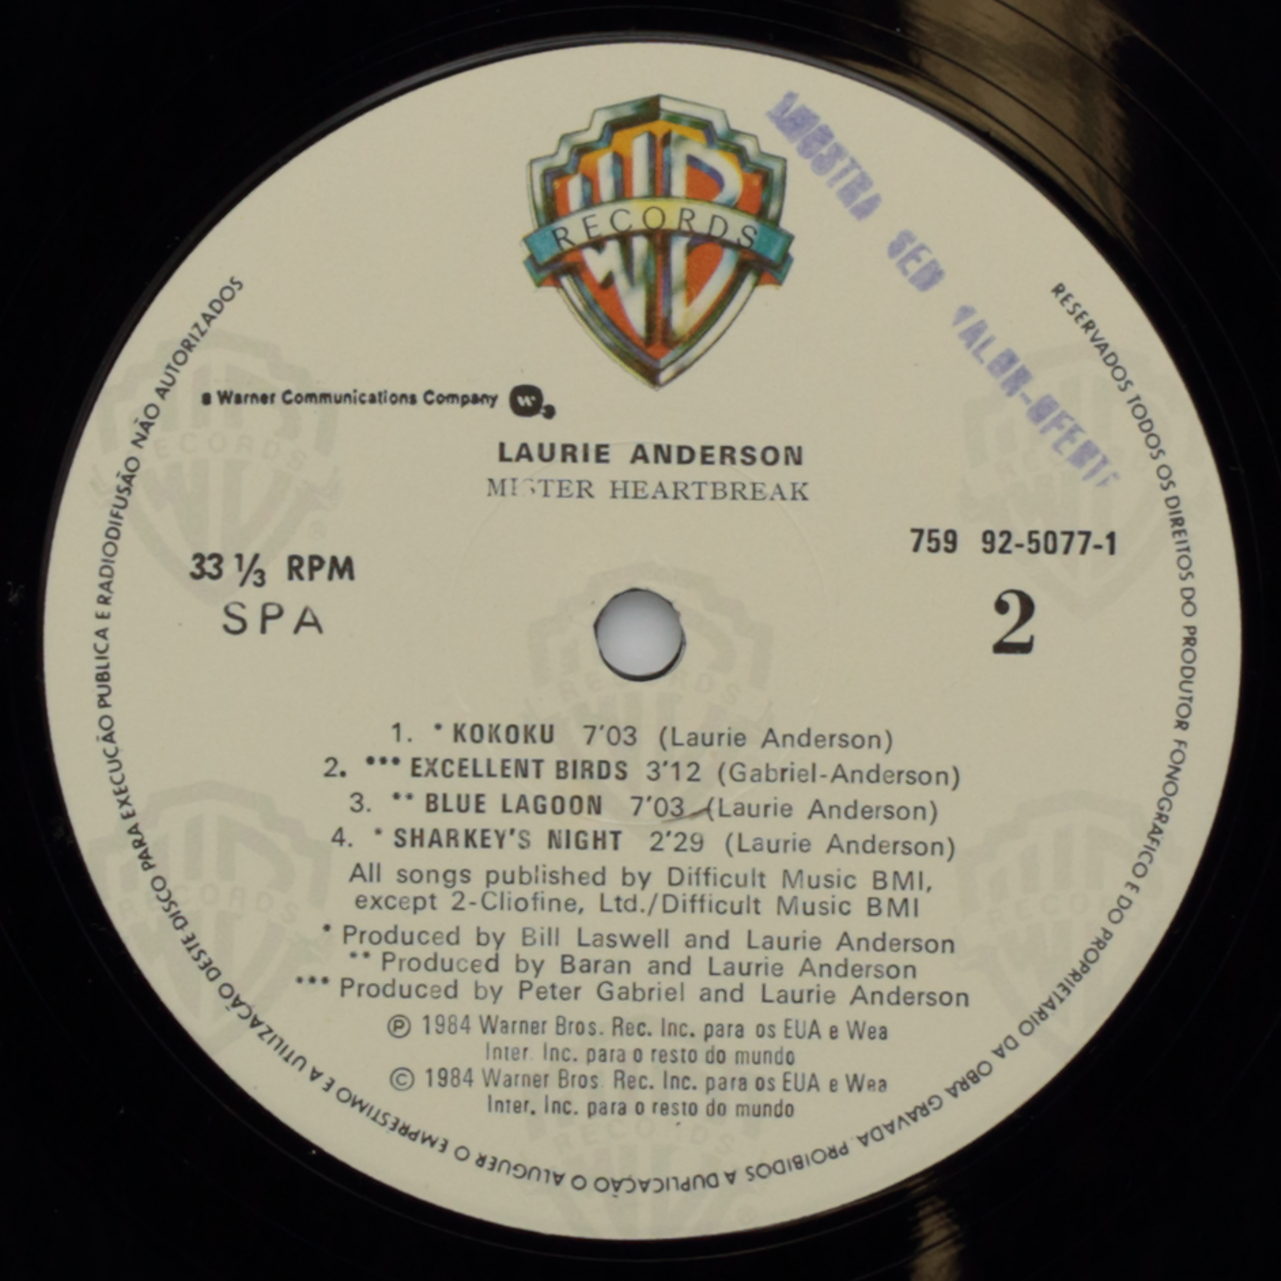 WB
RECORDS
AMOSTRA SEM VALOR-OFERTA
a Warner Communications Company
LAURIE ANDERSON
MISTER HEARTBREAK
33 1/3 RPM
759 92-5077-1
SPA
2
1. * KOKOKU 7'03 (Laurie Anderson)
2. *** EXCELLENT BIRDS 3'12 (Gabriel-Anderson)
3. ** BLUE LAGOON 7'03 (Laurie Anderson)
4. * SHARKEY'S NIGHT 2'29 (Laurie Anderson)
All songs published by Difficult Music BMI,
except 2-Cliofine, Ltd./Difficult Music BMI
* Produced by Bill Laswell and Laurie Anderson
** Produced by Baran and Laurie Anderson
*** Produced by Peter Gabriel and Laurie Anderson
Ⓟ 1984 Warner Bros. Rec. Inc. para os EUA e Wea
Inter. Inc. para o resto do mundo
© 1984 Warner Bros. Rec. Inc. para os EUA e Wea
Inter. Inc. para o resto do mundo
RESERVADOS TODOS OS DIREITOS DO PRODUTOR FONOGRAFICO E DO PROPRIETARIO DA OBRA GRAVADA. PROIBIDOS A DUPLICAÇÃO O ALUGUER O EMPRESTIMO E A UTILIZAÇÃO DESTE DISCO PARA EXECUCÃO PUBLICA E RADIODIFUSÃO NÃO AUTORIZADOS